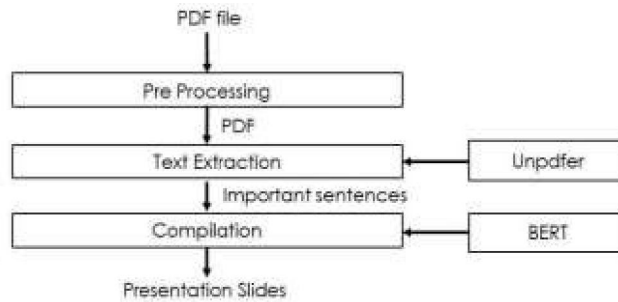 PDF file
Pre Processing
PDF
Text Extraction
Unpdfer
Important sentences
Compilation
BERT
Presentation Slides